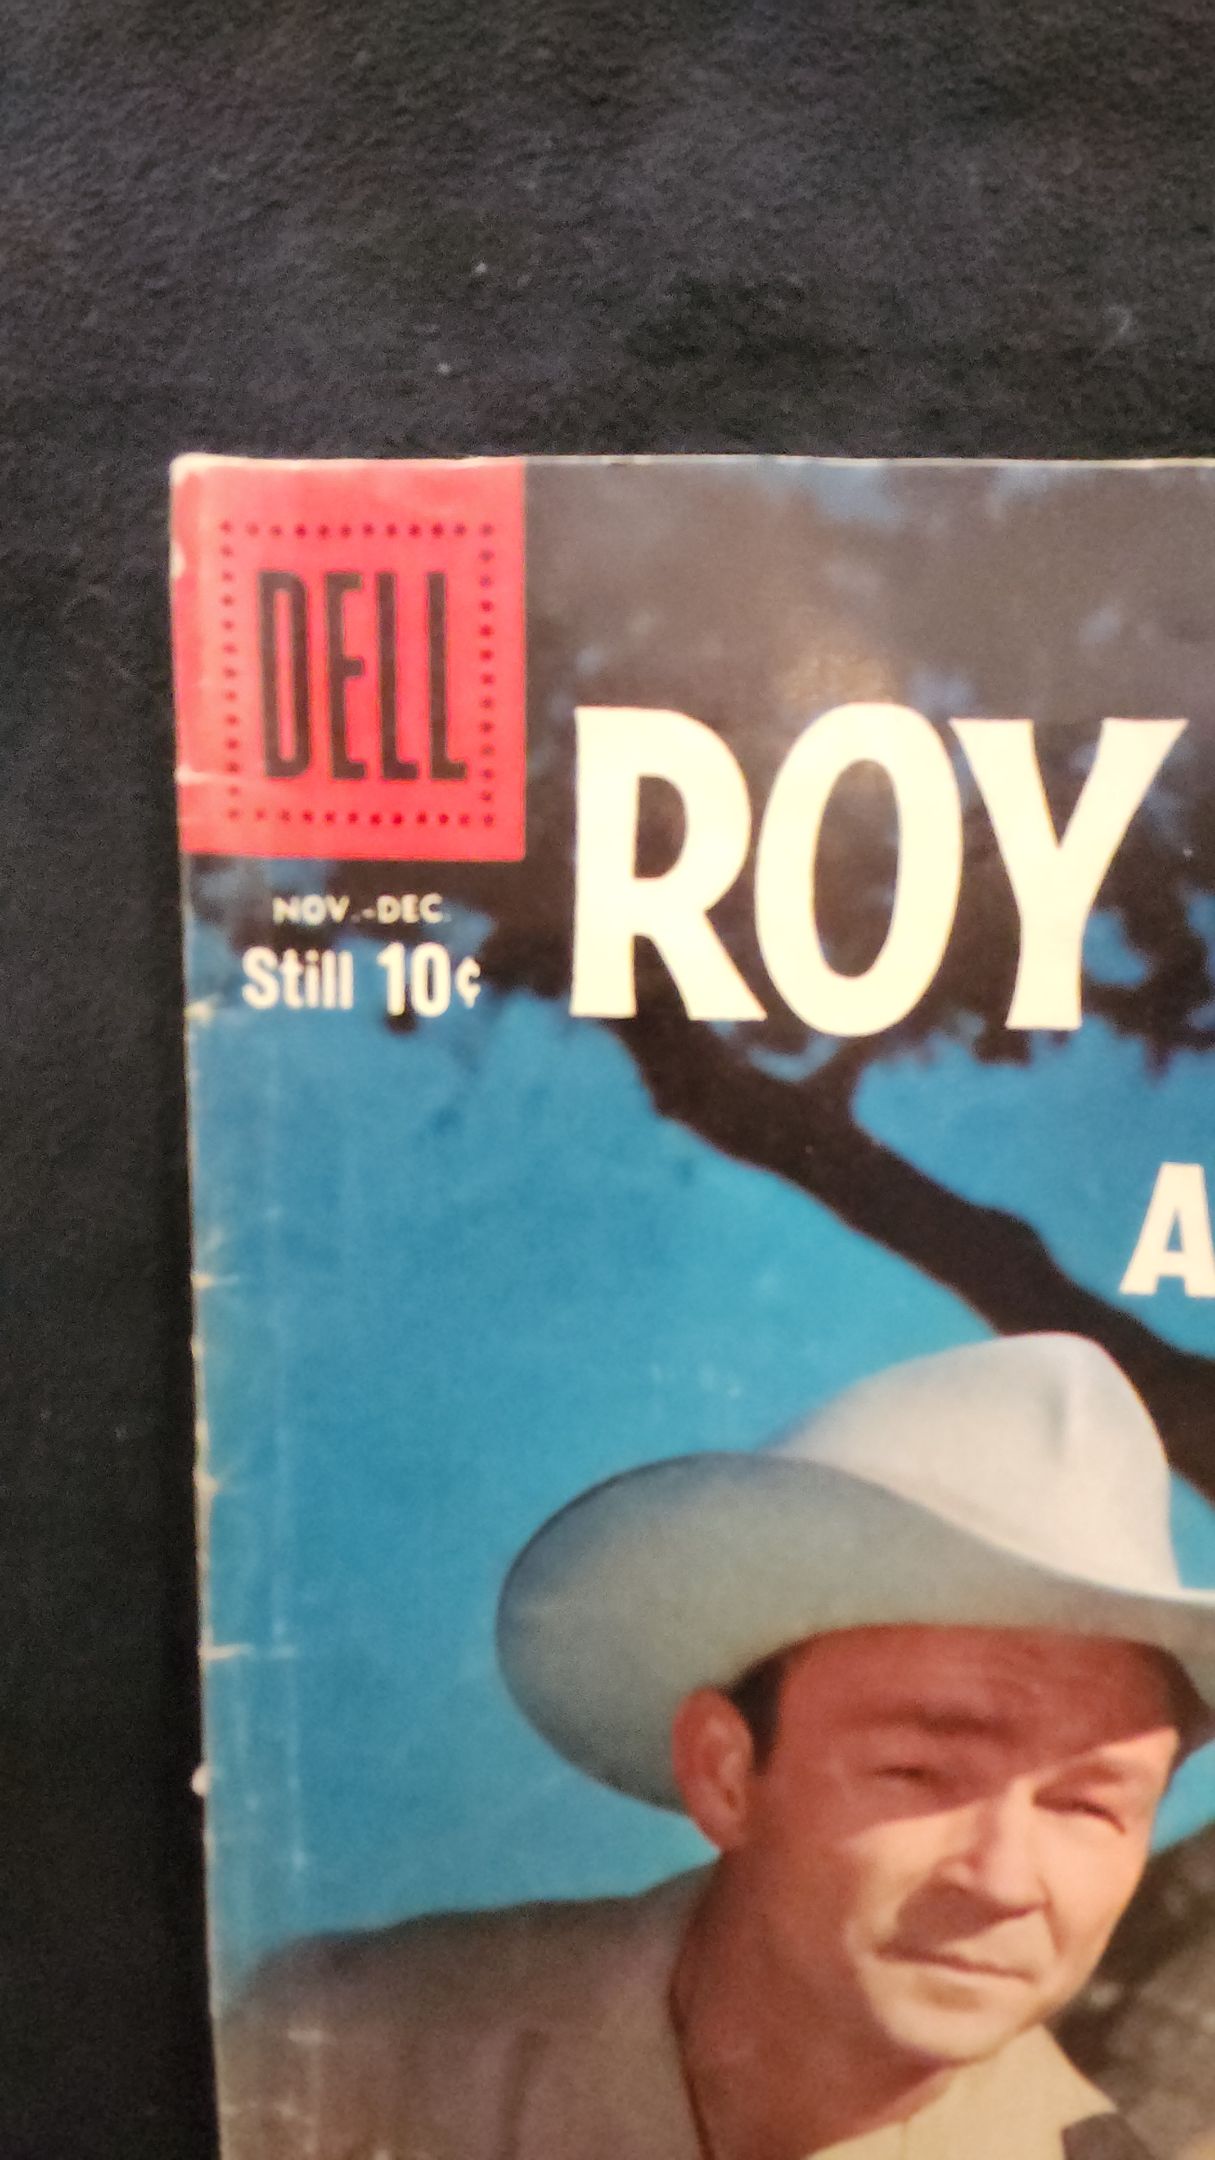 DELL
NOV.-DEC.
Still 10¢
ROY
A